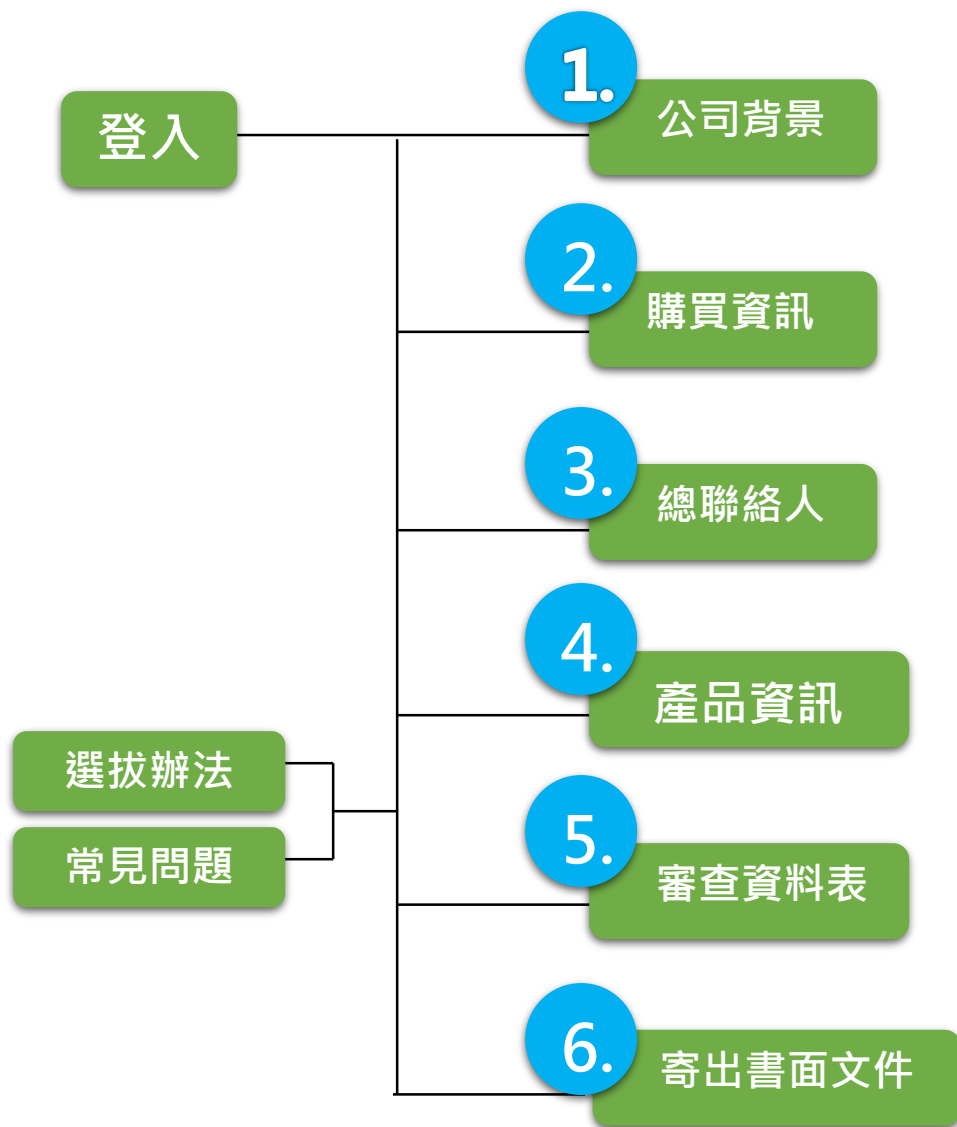 登入
1.
公司背景
2.
購買資訊
3.
總聯絡人
4.
產品資訊
選拔辦法
常見問題
5.
審查資料表
6.
寄出書面文件